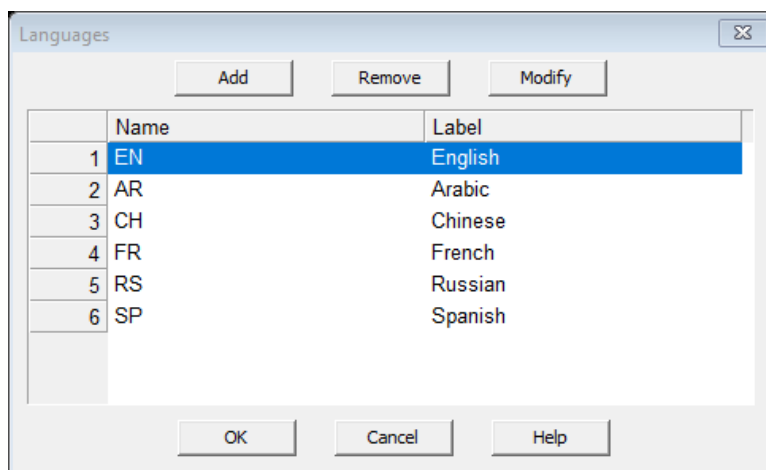 Languages
Add Remove Modify
Name Label
1 EN English
2 AR Arabic
3 CH Chinese
4 FR French
5 RS Russian
6 SP Spanish
OK Cancel Help